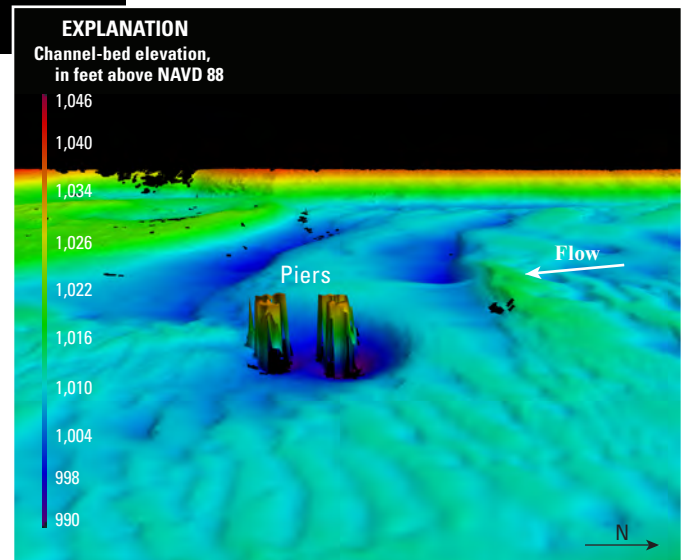 EXPLANATION
Channel-bed elevation,
in feet above NAVD 88
1,046
1,040
1,034
1,026
1,022
1,016
1,010
1,004
998
990
Piers
Flow
N